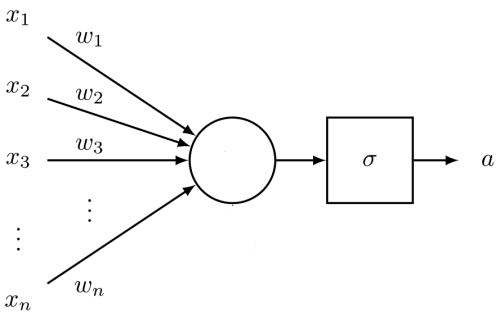 x₁
w₁
x₂
w₂
x₃
w₃
σ
a
⋮
⋮
xₙ
wₙ